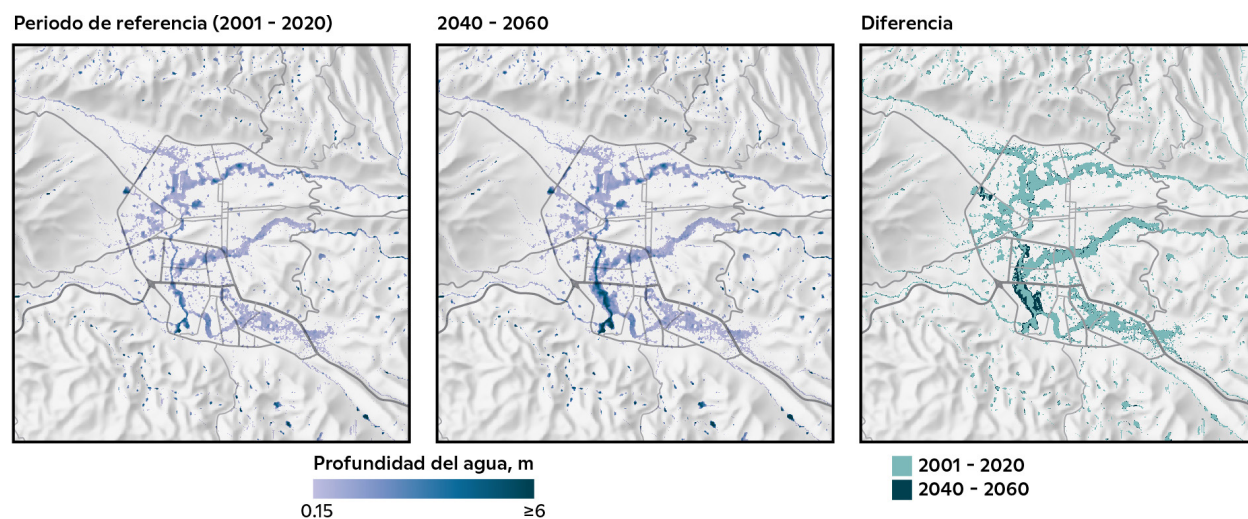 Periodo de referencia (2001 - 2020)
2040 - 2060
Diferencia
Profundidad del agua, m
0.15
≥6
2001 - 2020
2040 - 2060